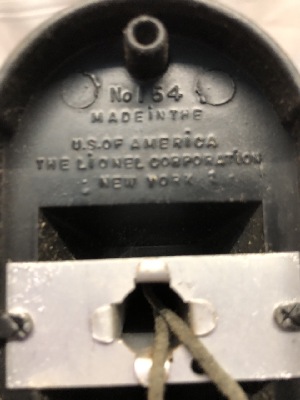 No 154
MADE IN THE
U.S. OF AMERICA
THE LIONEL CORPORATION
NEW YORK